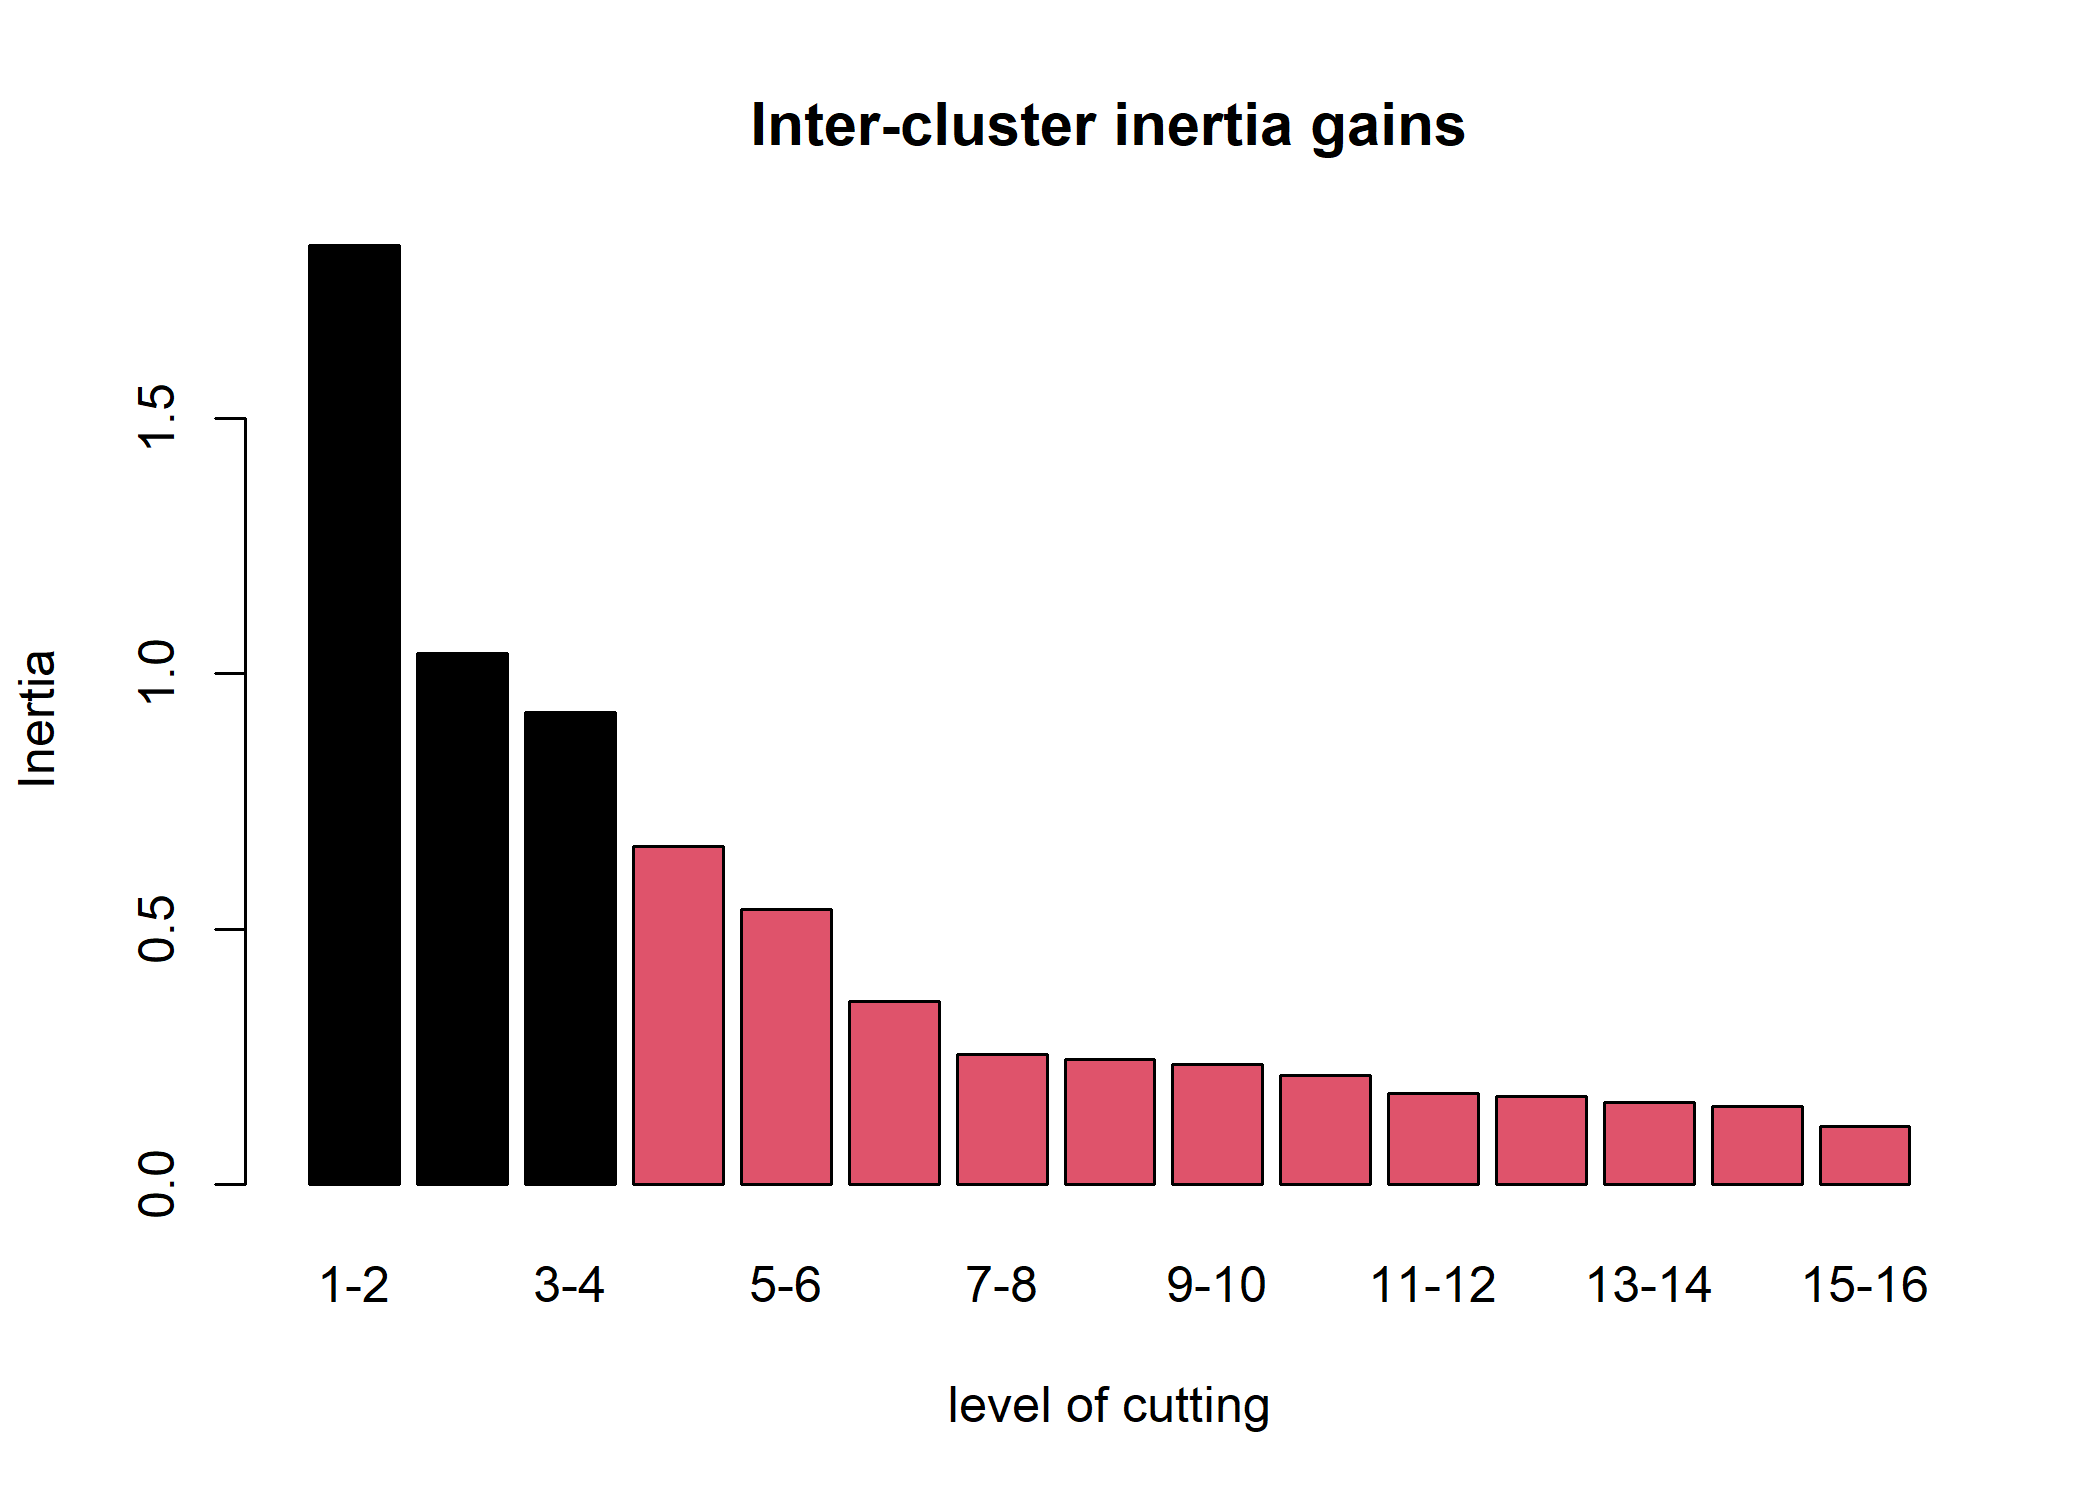 Inter-cluster inertia gains
Inertia
1.5
1.0
0.5
0.0
1-2 3-4 5-6 7-8 9-10 11-12 13-14 15-16
level of cutting